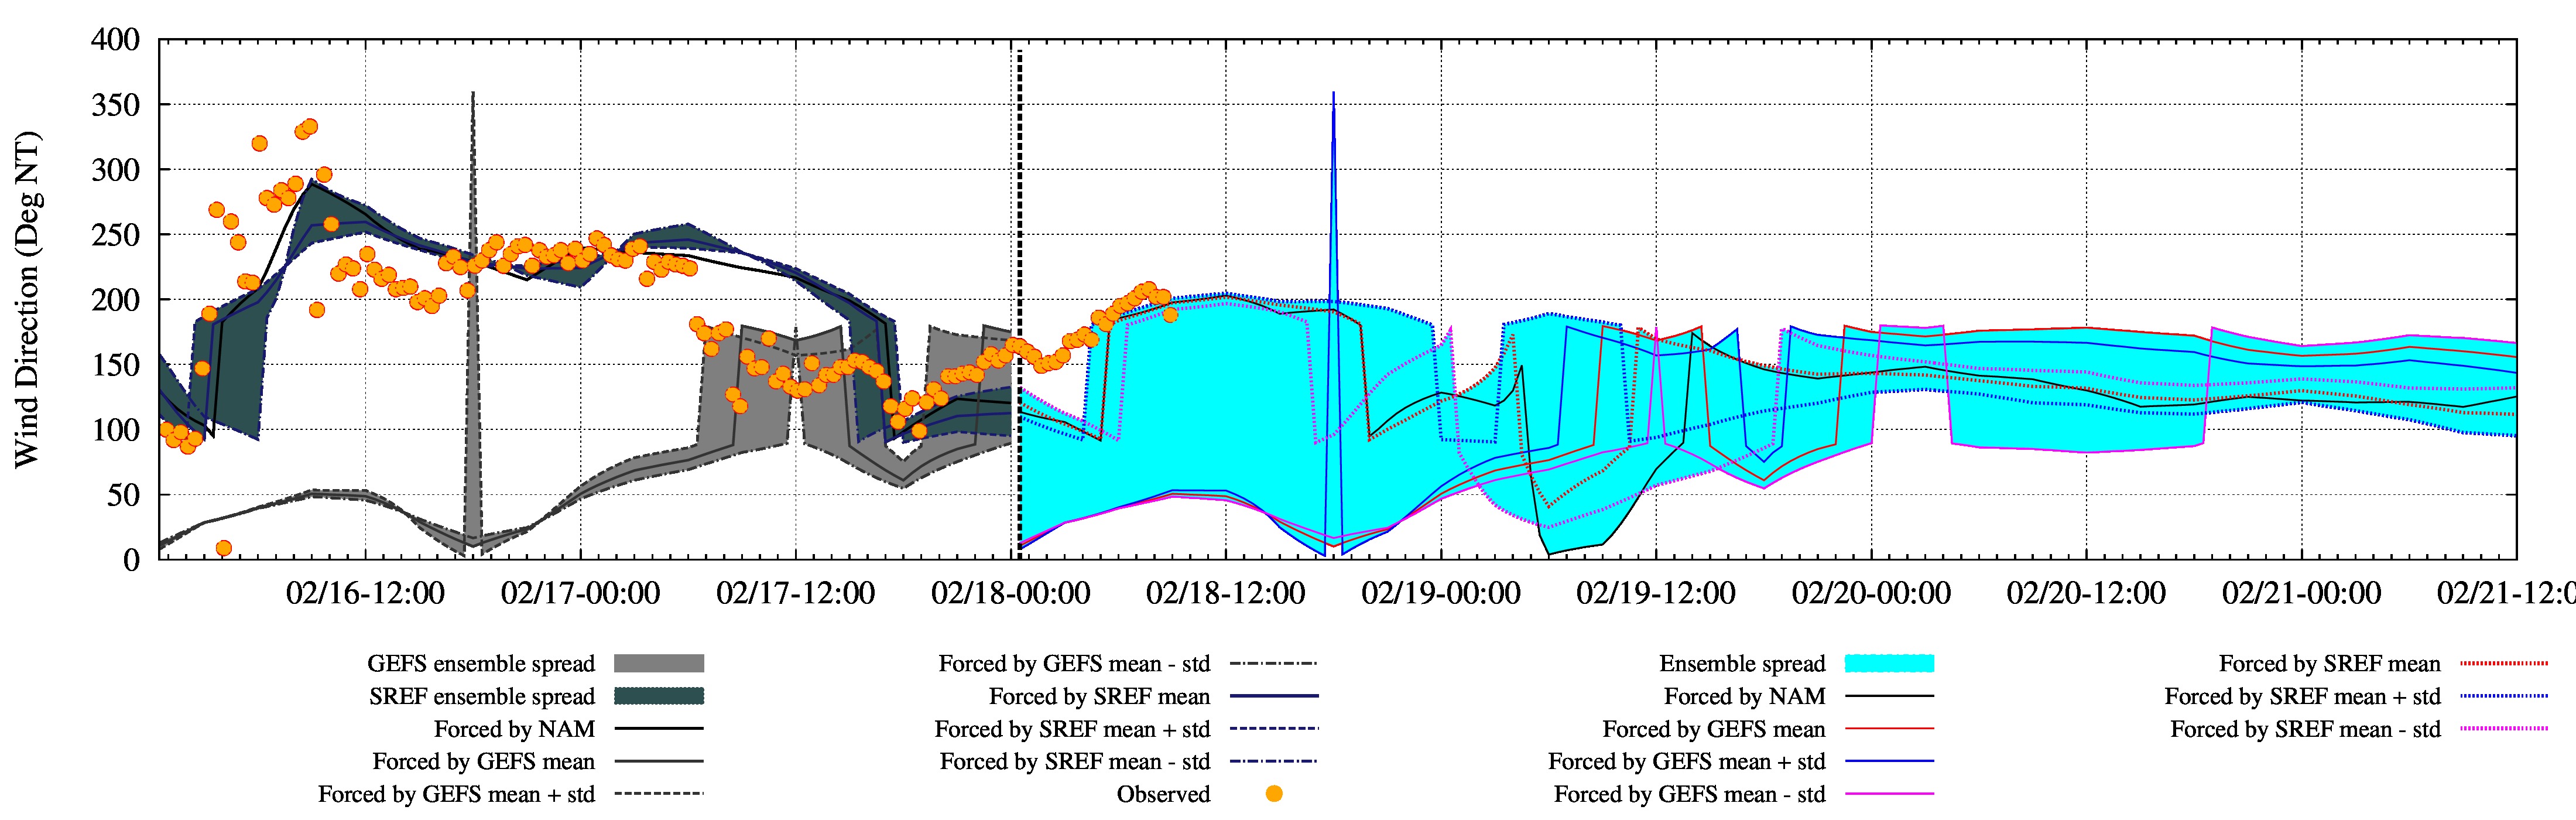 400
350
300
250
200
150
100
50
0
Wind Direction (Deg NT)
02/16-12:00 02/17-00:00 02/17-12:00 02/18-00:00 02/18-12:00 02/19-00:00 02/19-12:00 02/20-00:00 02/20-12:00 02/21-00:00 02/21-12:0
GEFS ensemble spread
SREF ensemble spread
Forced by NAM
Forced by GEFS mean
Forced by GEFS mean + std
Forced by GEFS mean - std
Forced by SREF mean
Forced by SREF mean + std
Forced by SREF mean - std
Observed
Ensemble spread
Forced by NAM
Forced by GEFS mean
Forced by GEFS mean + std
Forced by GEFS mean - std
Forced by SREF mean
Forced by SREF mean + std
Forced by SREF mean - std